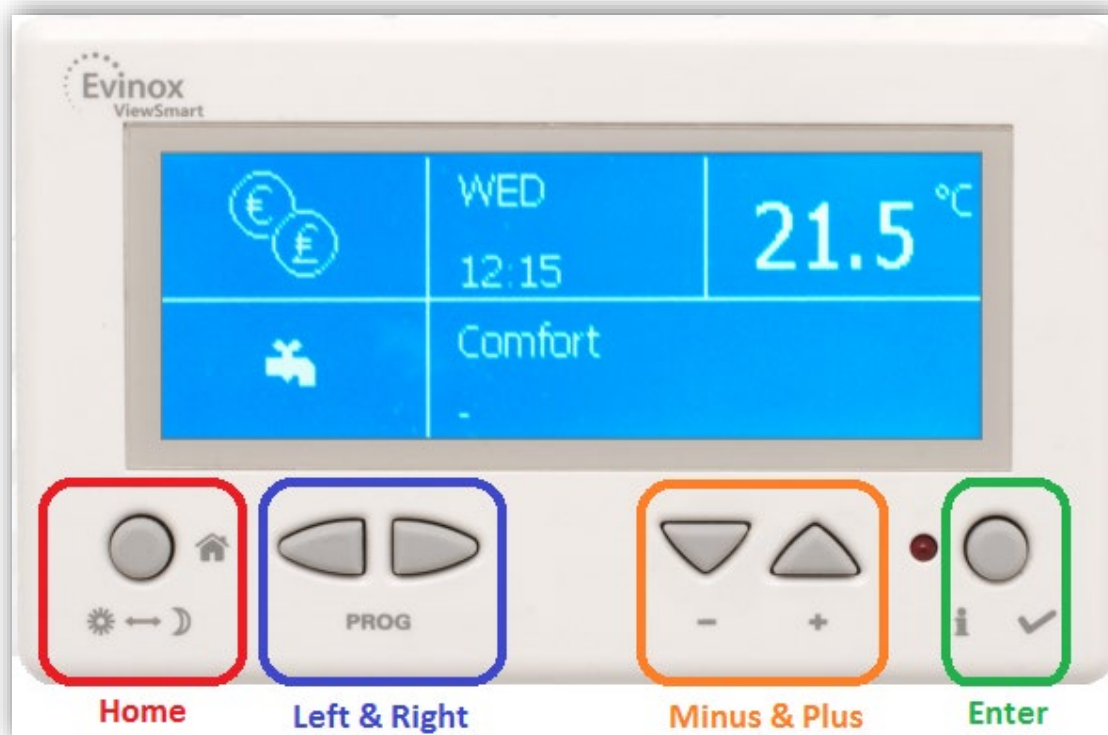 Evinox
ViewSmart
€
£
WED
12:15
21.5 °C
Comfort
-
PROG
- +
i
Home
Left & Right
Minus & Plus
Enter